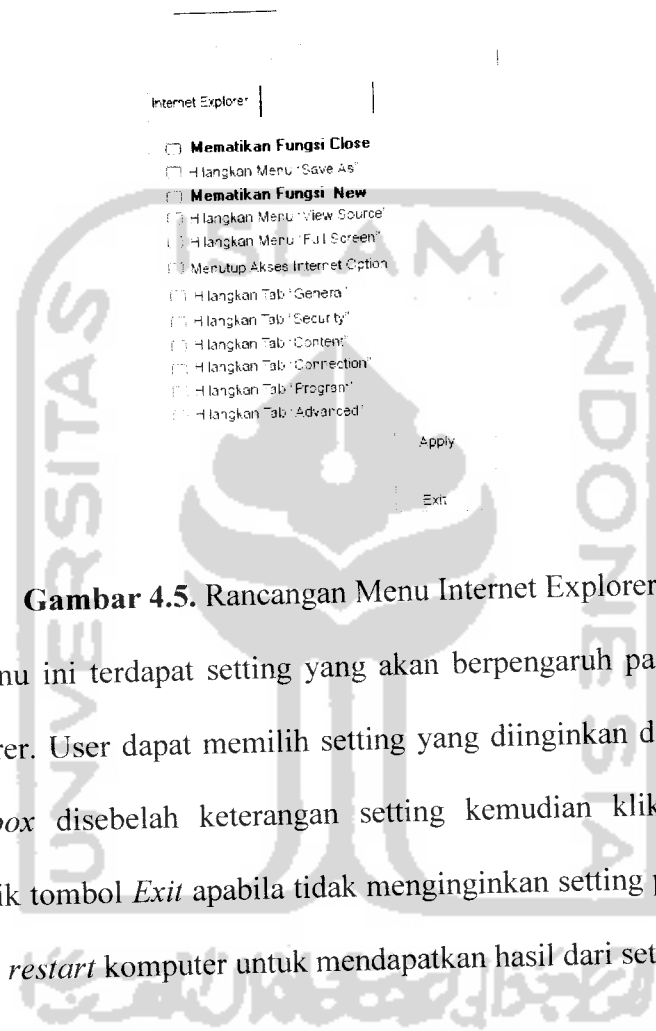 Internet Explorer
Mematikan Fungsi Close
Hilangkan Menu "Save As"
Mematikan Fungsi New
Hilangkan Menu "View Source"
Hilangkan Menu "Full Screen"
Menutup Akses Internet Option
Hilangkan Tab "General"
Hilangkan Tab "Security"
Hilangkan Tab "Content"
Hilangkan Tab "Connection"
Hilangkan Tab "Program"
Hilangkan Tab "Advanced"
Apply
Exit
Gambar 4.5. Rancangan Menu Internet Explorer
nu ini terdapat setting yang akan berpengaruh pa
rer. User dapat memilih setting yang diinginkan d
box disebelah keterangan setting kemudian klik
ik tombol Exit apabila tidak menginginkan setting p
restart komputer untuk mendapatkan hasil dari set
UNIVERSITAS ISLAM INDONESIA